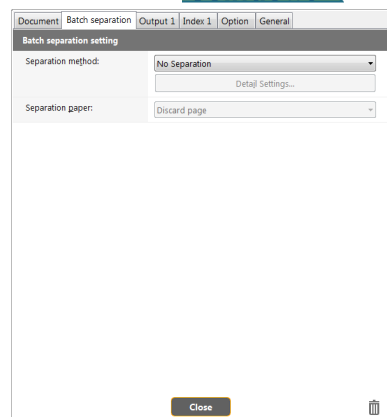 Document Batch separation Output 1 Index 1 Option General
Batch separation setting
Separation method: No Separation
Detail Settings...
Separation paper: Discard page
Close